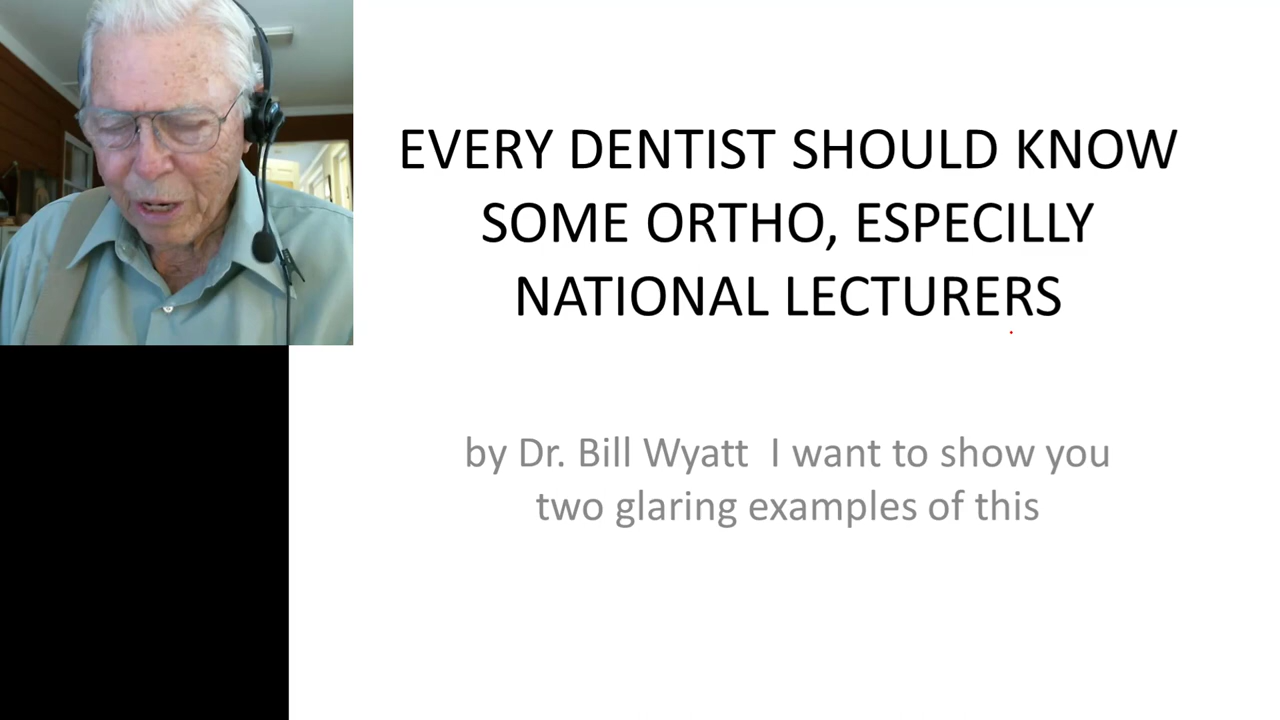 EVERY DENTIST SHOULD KNOW
SOME ORTHO, ESPECILLY
NATIONAL LECTURERS
by Dr. Bill Wyatt  I want to show you
two glaring examples of this